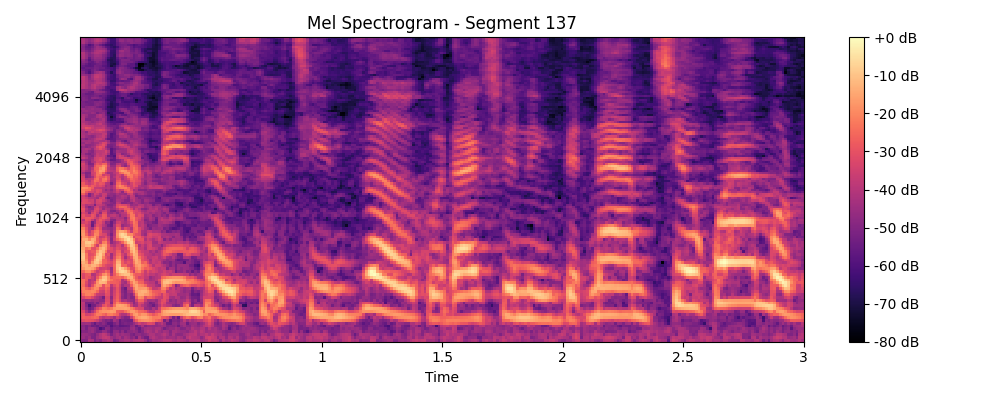 Mel Spectrogram - Segment 137
Frequency
4096
2048
1024
512
0
0
0.5
1
1.5
2
2.5
3
Time
+0 dB
-10 dB
-20 dB
-30 dB
-40 dB
-50 dB
-60 dB
-70 dB
-80 dB